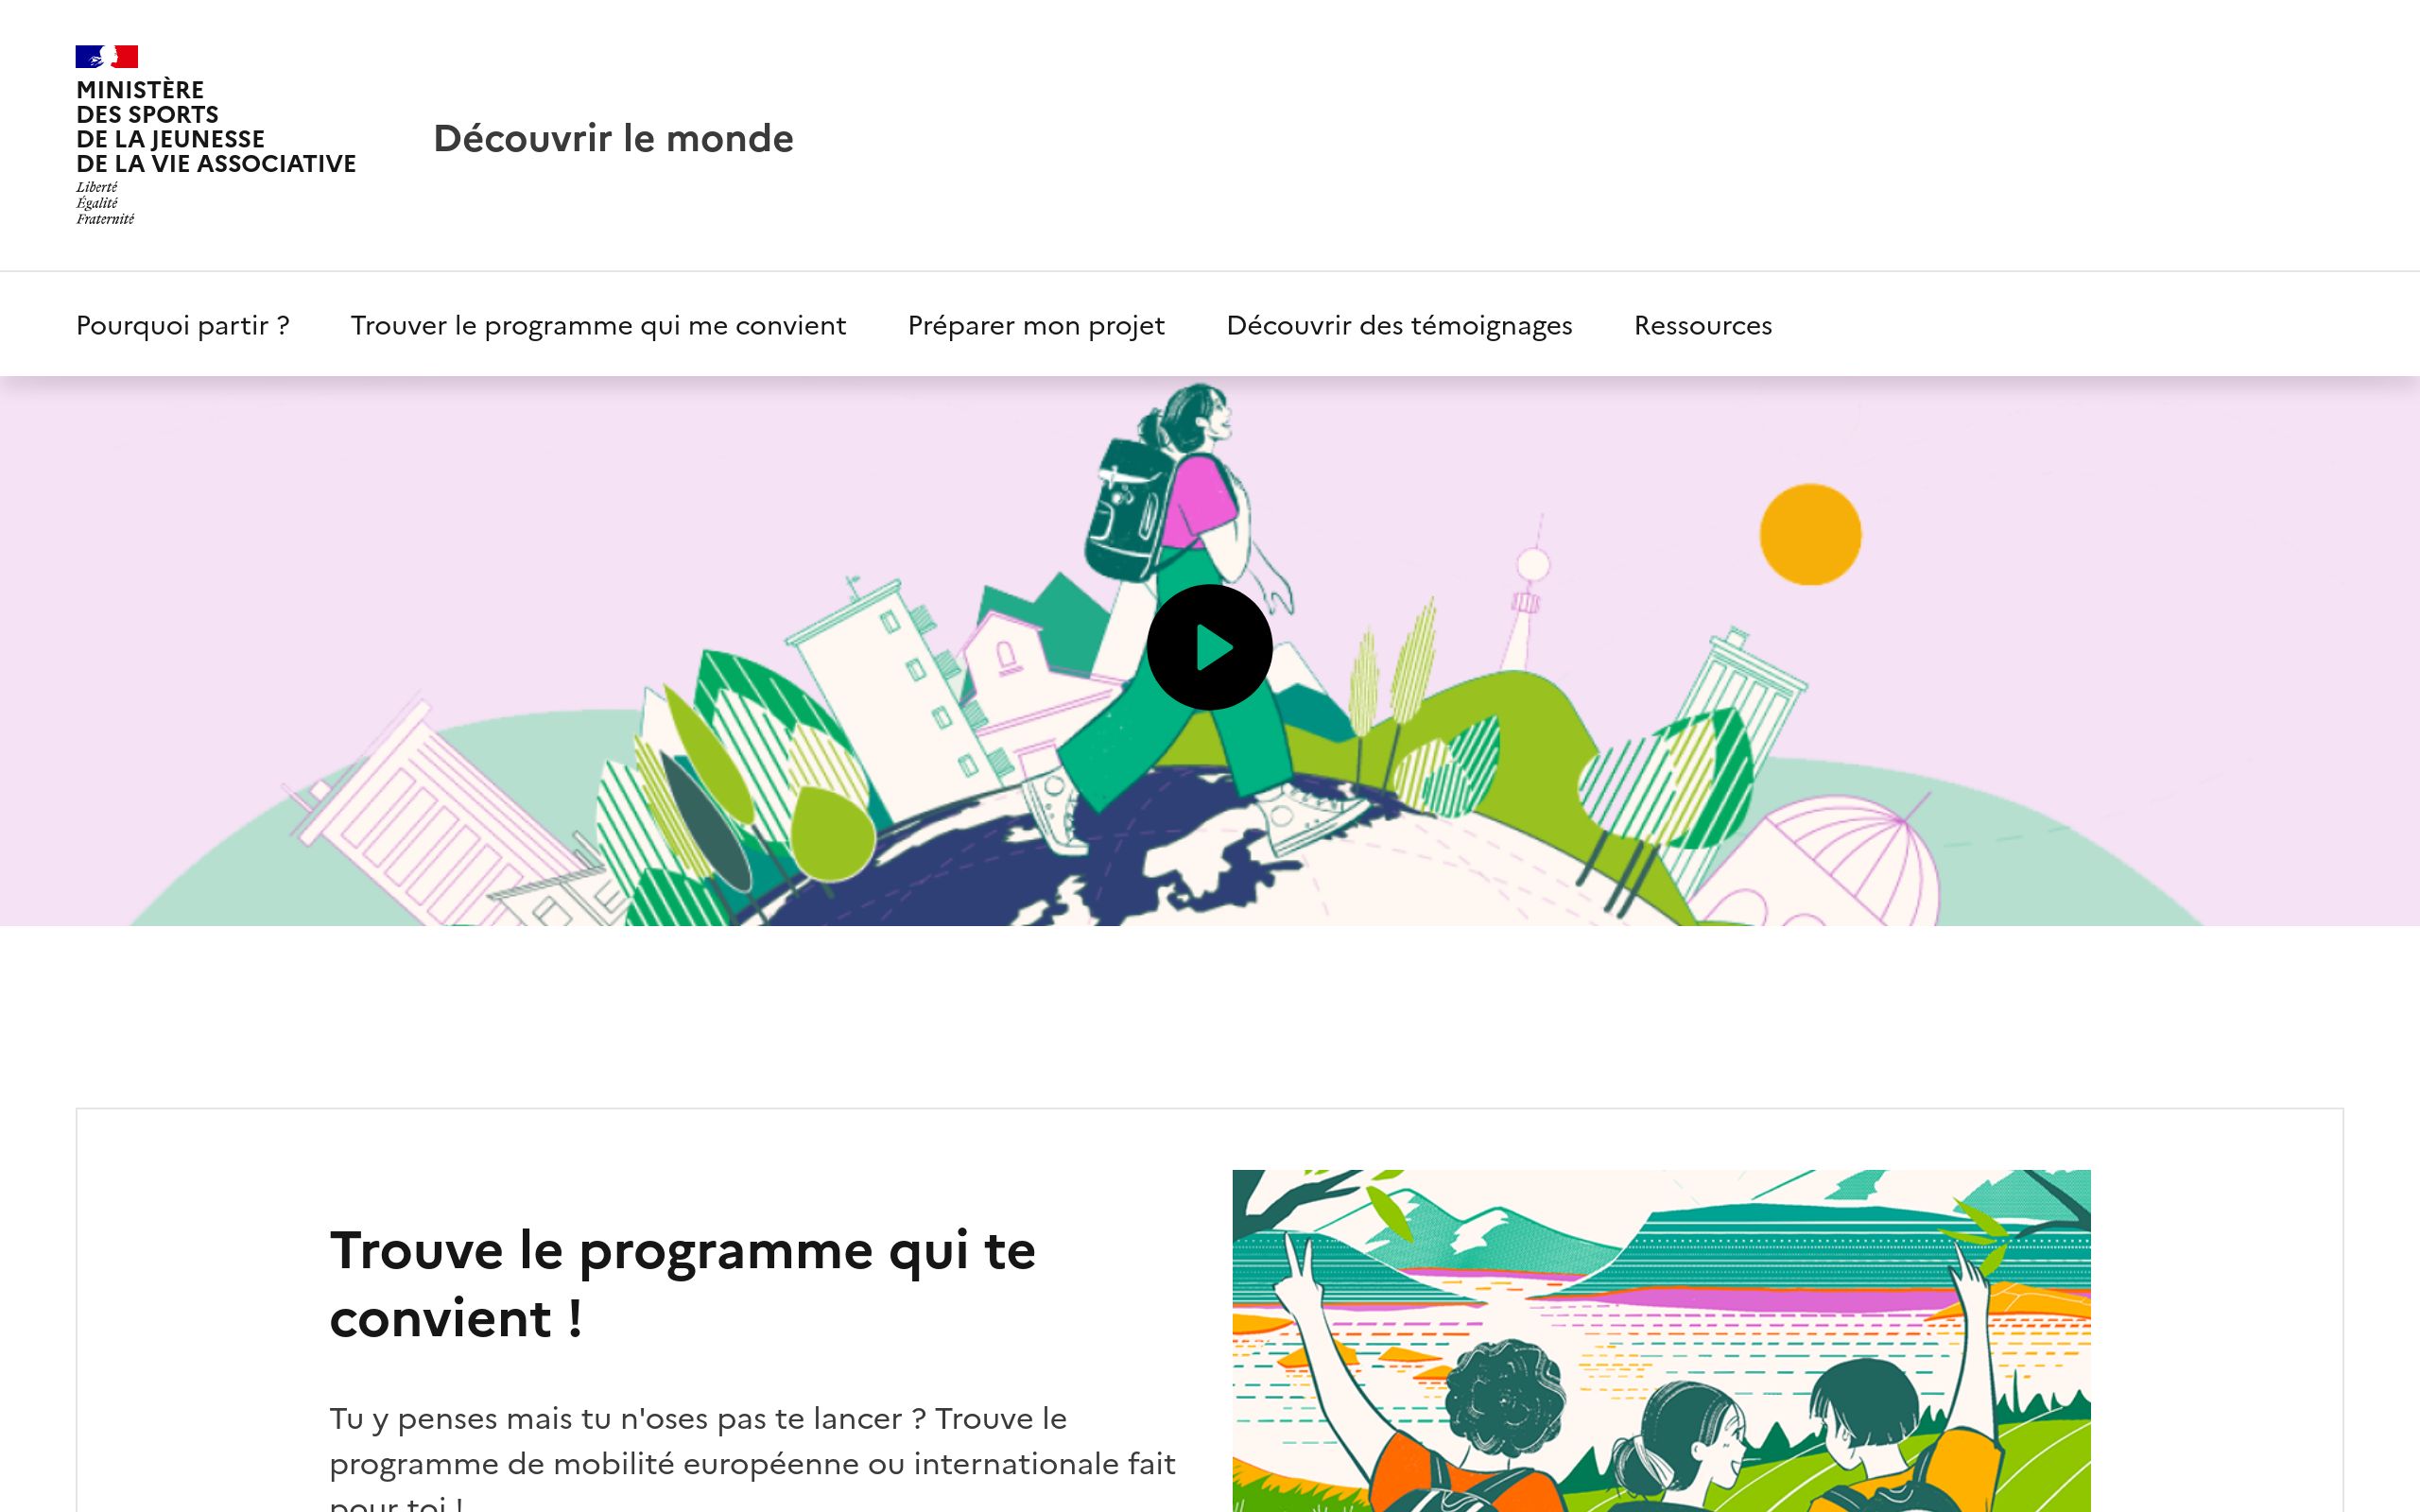 MINISTÈRE
DES SPORTS
DE LA JEUNESSE
DE LA VIE ASSOCIATIVE
Liberté
Égalité
Fraternité
Découvrir le monde
Pourquoi partir ?
Trouver le programme qui me convient
Préparer mon projet
Découvrir des témoignages
Ressources
Trouve le programme qui te
convient !
Tu y penses mais tu n'oses pas te lancer ? Trouve le
programme de mobilité européenne ou internationale fait
pour toi !